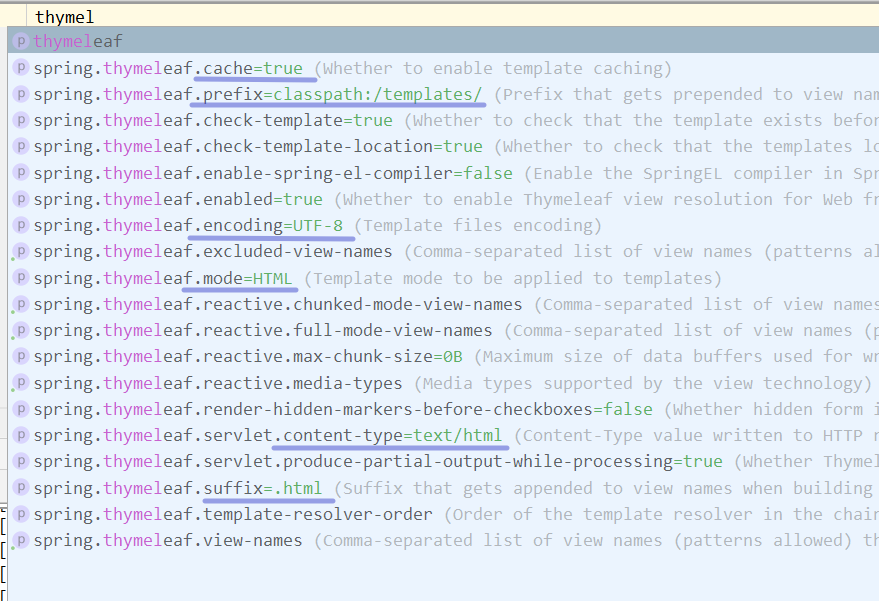 thymel
thymeleaf
spring.thymeleaf.cache=true (Whether to enable template caching)
spring.thymeleaf.prefix=classpath:/templates/ (Prefix that gets prepended to view
spring.thymeleaf.check-template=true (Whether to check that the template exists
spring.thymeleaf.check-template-location=true (Whether to check that the templates
spring.thymeleaf.enable-spring-el-compiler=false (Enable the SpringEL compiler in
spring.thymeleaf.enabled=true (Whether to enable Thymeleaf view resolution for Web
spring.thymeleaf.encoding=UTF-8 (Template files encoding)
spring.thymeleaf.excluded-view-names (Comma-separated list of view names (patterns
spring.thymeleaf.mode=HTML (Template mode to be applied to templates)
spring.thymeleaf.reactive.chunked-mode-view-names (Comma-separated list of view names
spring.thymeleaf.reactive.full-mode-view-names (Comma-separated list of view names
spring.thymeleaf.reactive.max-chunk-size=0B (Maximum size of data buffers used for
spring.thymeleaf.reactive.media-types (Media types supported by the view technology)
spring.thymeleaf.render-hidden-markers-before-checkboxes=false (Whether hidden form
spring.thymeleaf.servlet.content-type=text/html (Content-Type value written to HTTP
spring.thymeleaf.servlet.produce-partial-output-while-processing=true (Whether
spring.thymeleaf.suffix=.html (Suffix that gets appended to view names when building
spring.thymeleaf.template-resolver-order (Order of the template resolver in the
spring.thymeleaf.view-names (Comma-separated list of view names (patterns allowed)